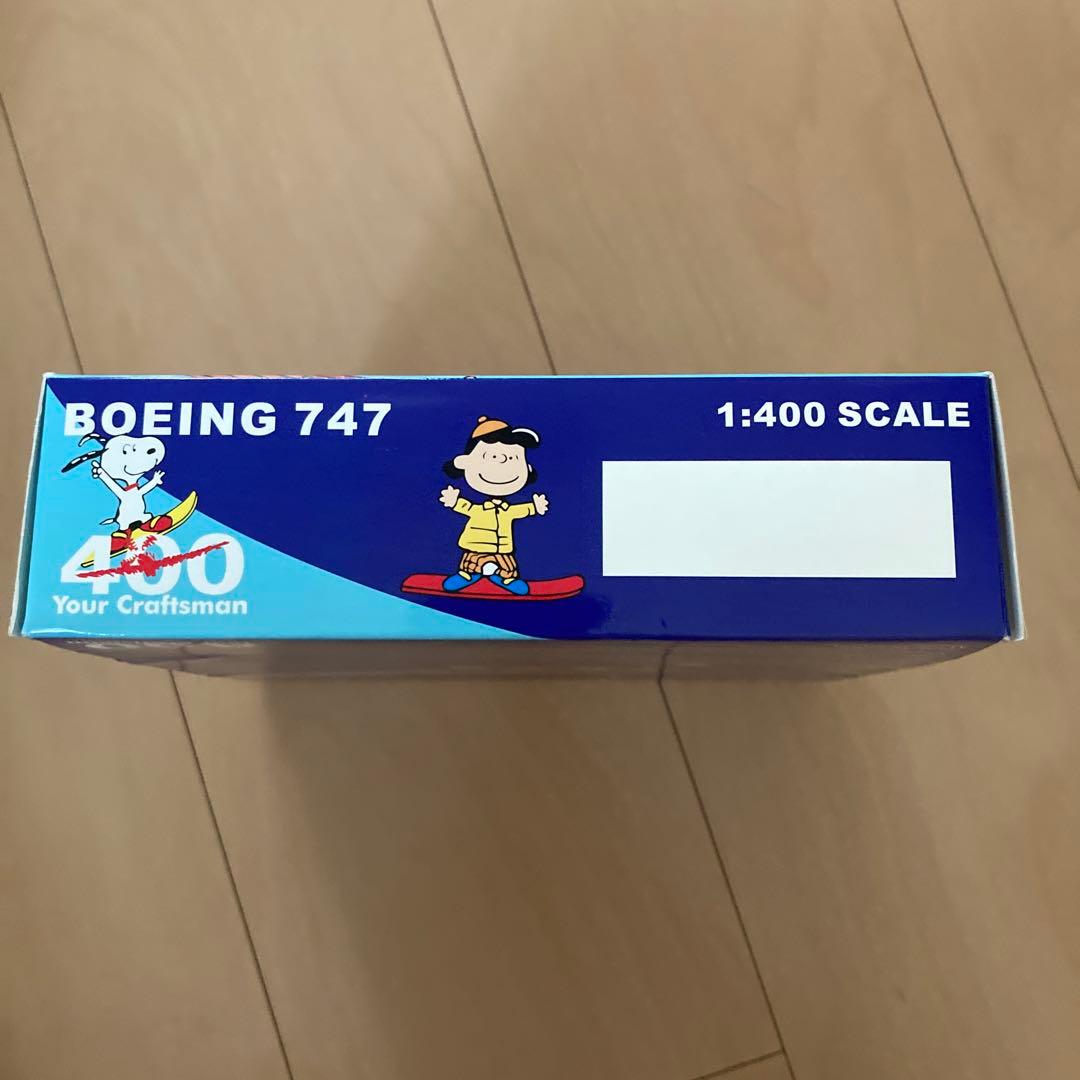 BOEING 747
1:400 SCALE
400
Your Craftsman